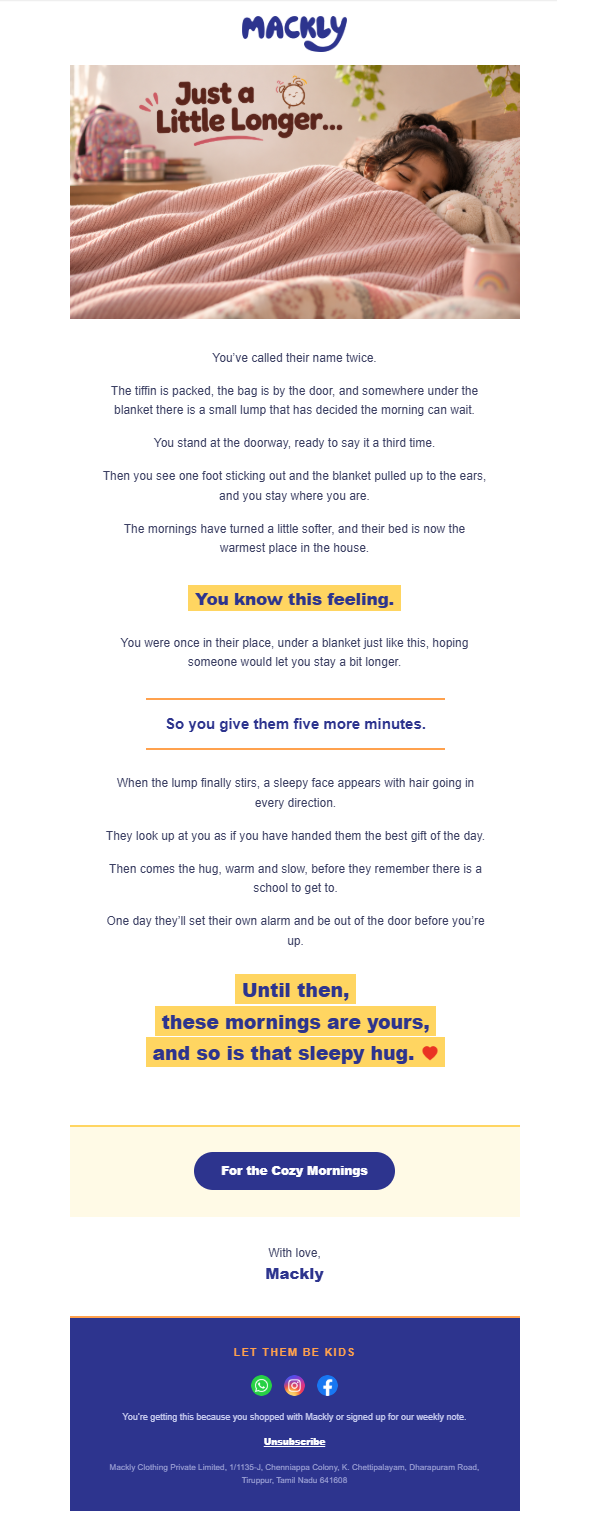 MACKLY
Just a
Little Longer...
You've called their name twice.
The tiffin is packed, the bag is by the door, and somewhere under the
blanket there is a small lump that has decided the morning can wait.
You stand at the doorway, ready to say it a third time.
Then you see one foot sticking out and the blanket pulled up to the ears,
and you stay where you are.
The mornings have turned a little softer, and their bed is now the
warmest place in the house.
You know this feeling.
You were once in their place, under a blanket just like this, hoping
someone would let you stay a bit longer.
So you give them five more minutes.
When the lump finally stirs, a sleepy face appears with hair going in
every direction.
They look up at you as if you have handed them the best gift of the day.
Then comes the hug, warm and slow, before they remember there is a
school to get to.
One day they'll set their own alarm and be out of the door before you're
up.
Until then,
these mornings are yours,
and so is that sleepy hug. ❤
For the Cozy Mornings
With love,
Mackly
LET THEM BE KIDS
You're getting this because you shopped with Mackly or signed up for our weekly note.
Unsubscribe
Mackly Clothing Private Limited, 1/1135-J, Chenniappa Colony, K. Chettipalayam, Dharapuram Road,
Tiruppur, Tamil Nadu 641608